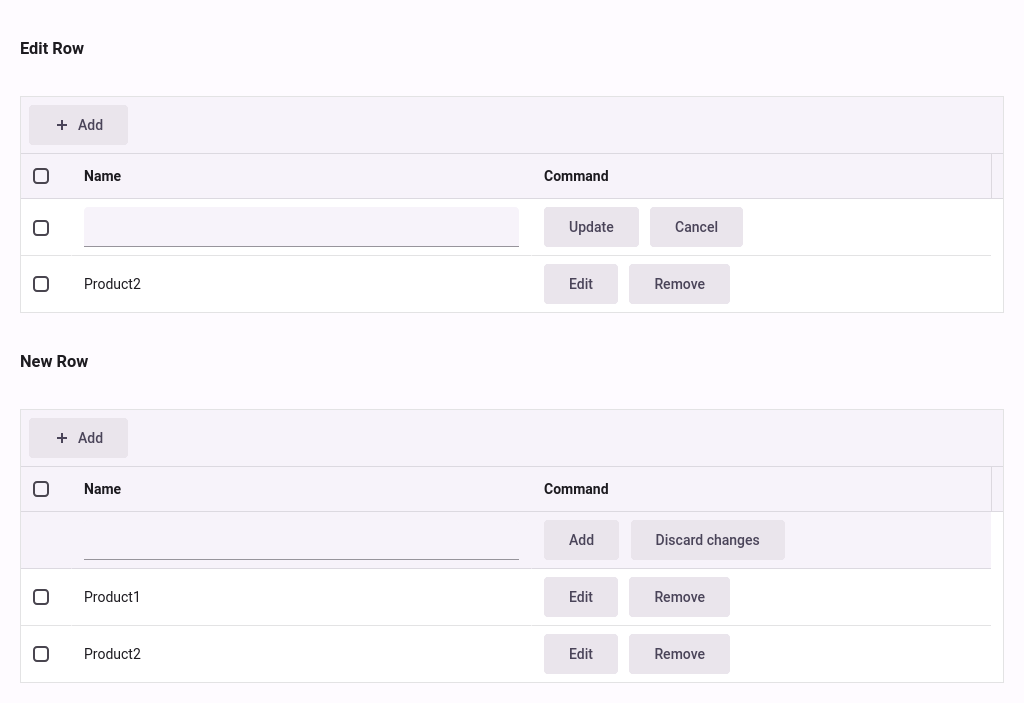 Edit Row
Add
Name Command
Update Cancel
Product2 Edit Remove
New Row
Add
Name Command
Add Discard changes
Product1 Edit Remove
Product2 Edit Remove